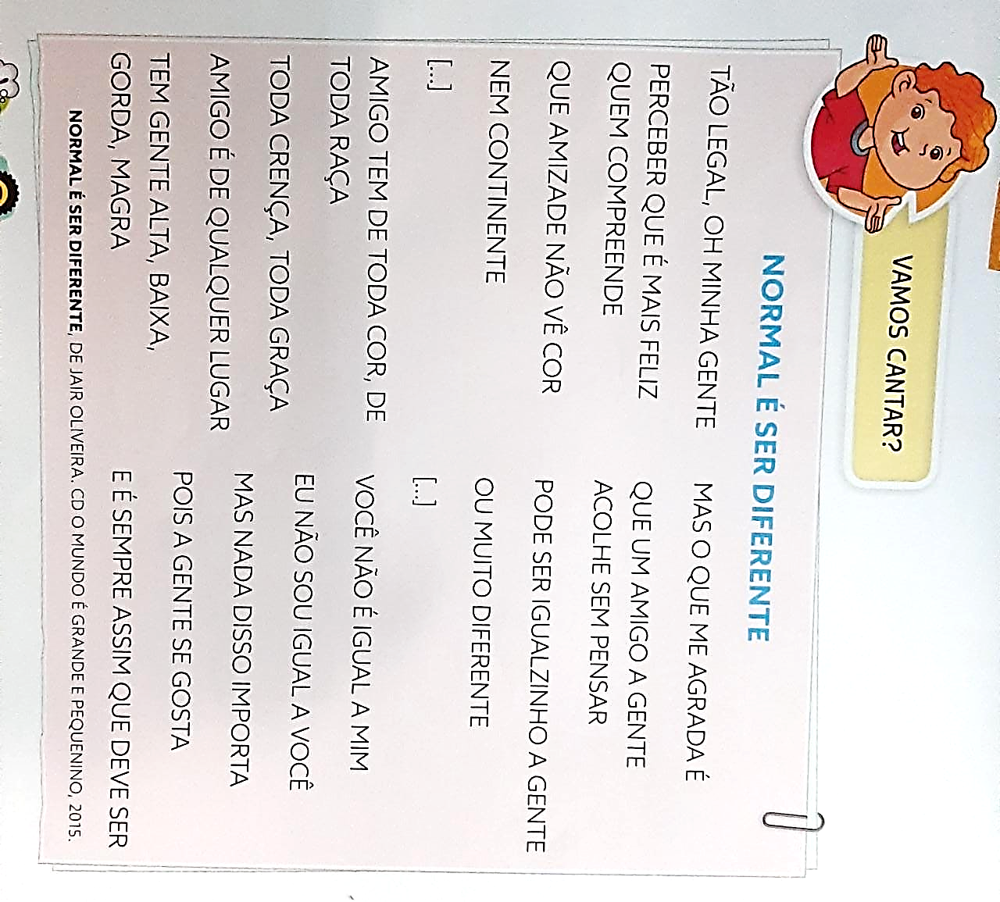 VAMOS CANTAR?
NORMAL É SER DIFERENTE
TÃO LEGAL, OH MINHA GENTE
PERCEBER QUE É MAIS FELIZ
QUEM COMPREENDE
QUE AMIZADE NÃO VÊ COR
NEM CONTINENTE
[...]
AMIGO TEM DE TODA COR, DE
TODA RAÇA
TODA CRENÇA, TODA GRAÇA
AMIGO É DE QUALQUER LUGAR
TEM GENTE ALTA, BAIXA,
GORDA, MAGRA
MAS O QUE ME AGRADA É
QUE UM AMIGO A GENTE
ACOLHE SEM PENSAR
PODE SER IGUALZINHO A GENTE
OU MUITO DIFERENTE
[...]
VOCÊ NÃO É IGUAL A MIM
EU NÃO SOU IGUAL A VOCÊ
MAS NADA DISSO IMPORTA
POIS A GENTE SE GOSTA
E É SEMPRE ASSIM QUE DEVE SER
NORMAL É SER DIFERENTE, DE JAIR OLIVEIRA. CD O MUNDO É GRANDE E PEQUENINO, 2015.